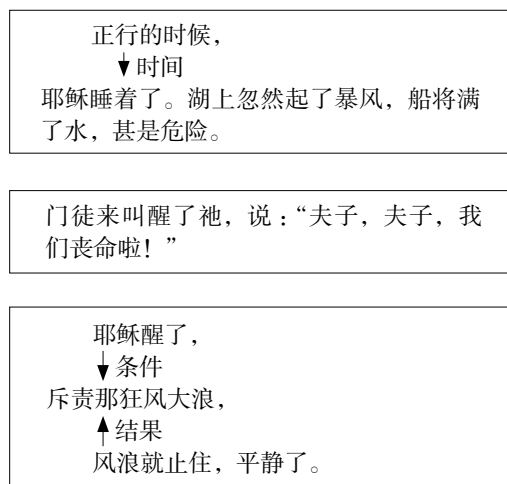 正行的时候，
时间
耶稣睡着了。湖上忽然起了暴风，船将满
了水，甚是危险。
门徒来叫醒了祂，说：“夫子，夫子，我
们丧命啦！”
耶稣醒了，
条件
斥责那狂风大浪，
结果
风浪就止住，平静了。